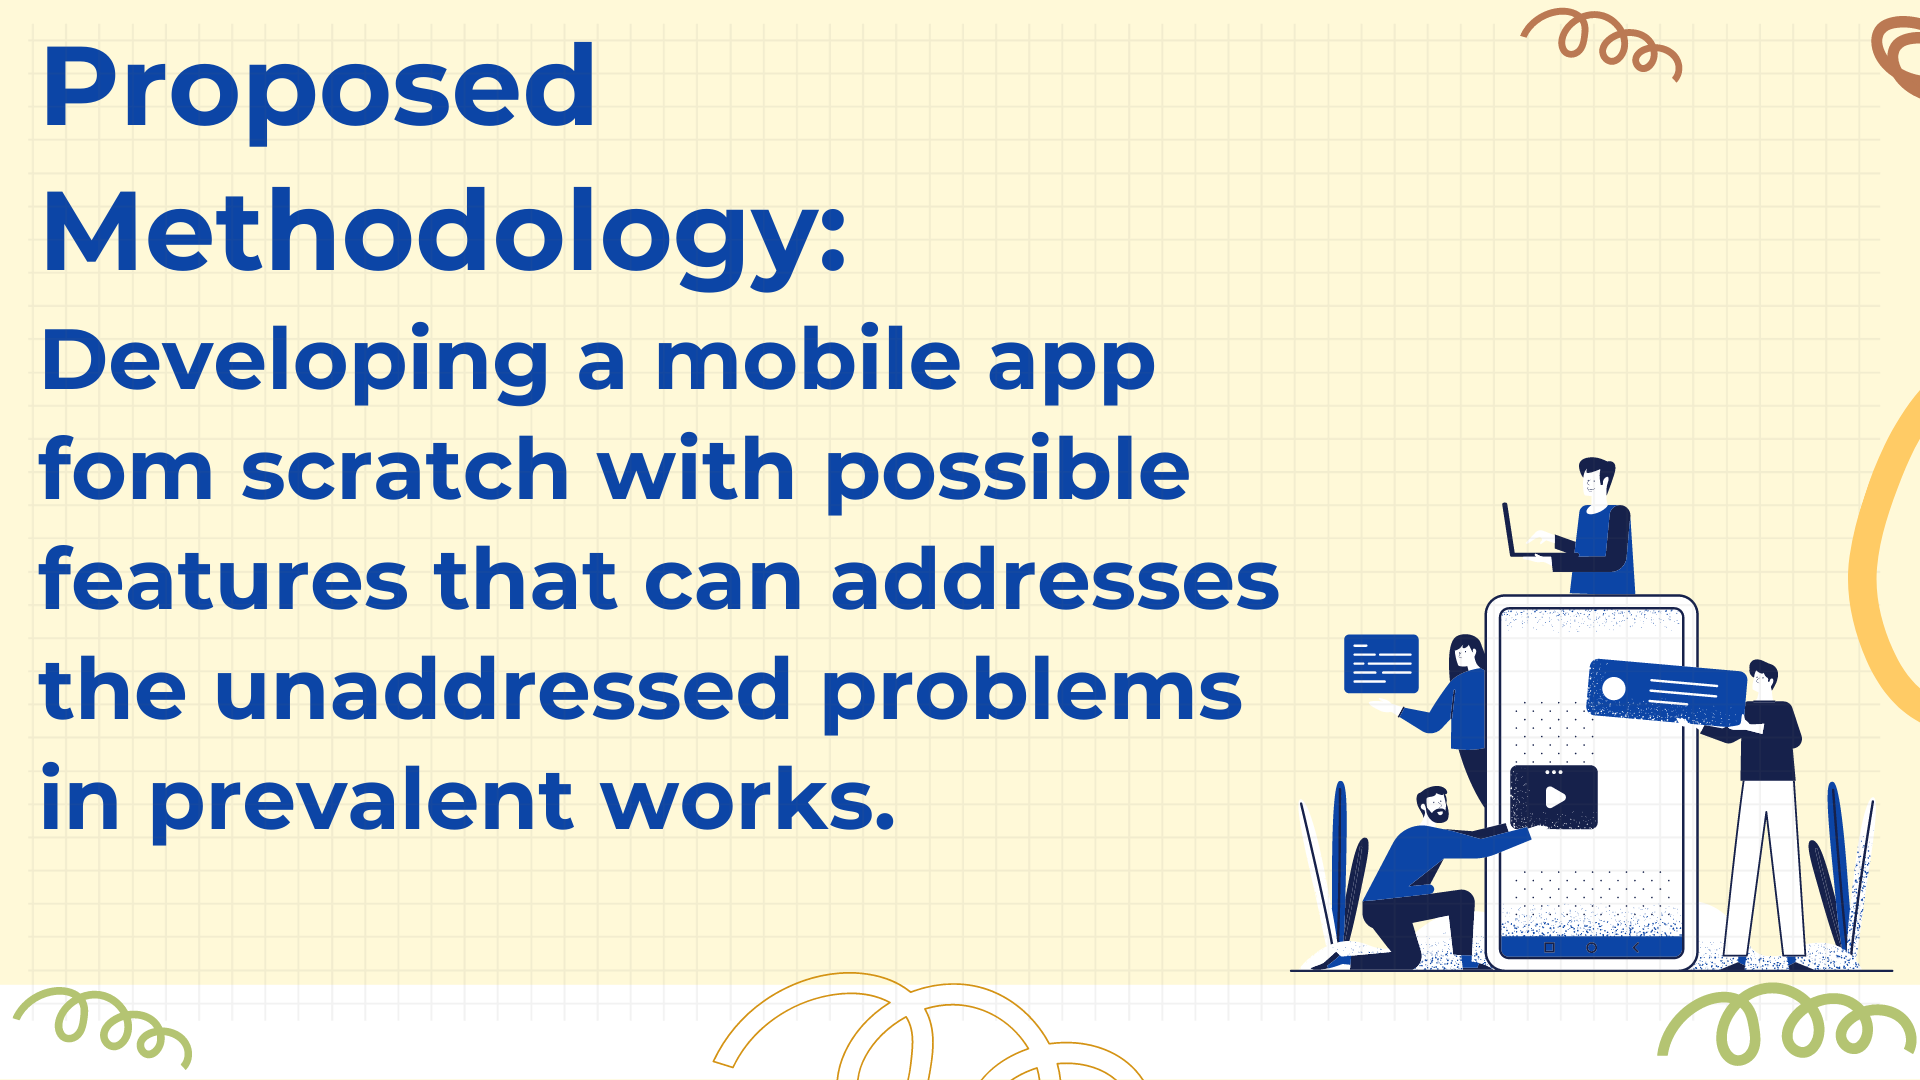 Proposed
Methodology:
Developing a mobile app
fom scratch with possible
features that can addresses
the unaddressed problems
in prevalent works.